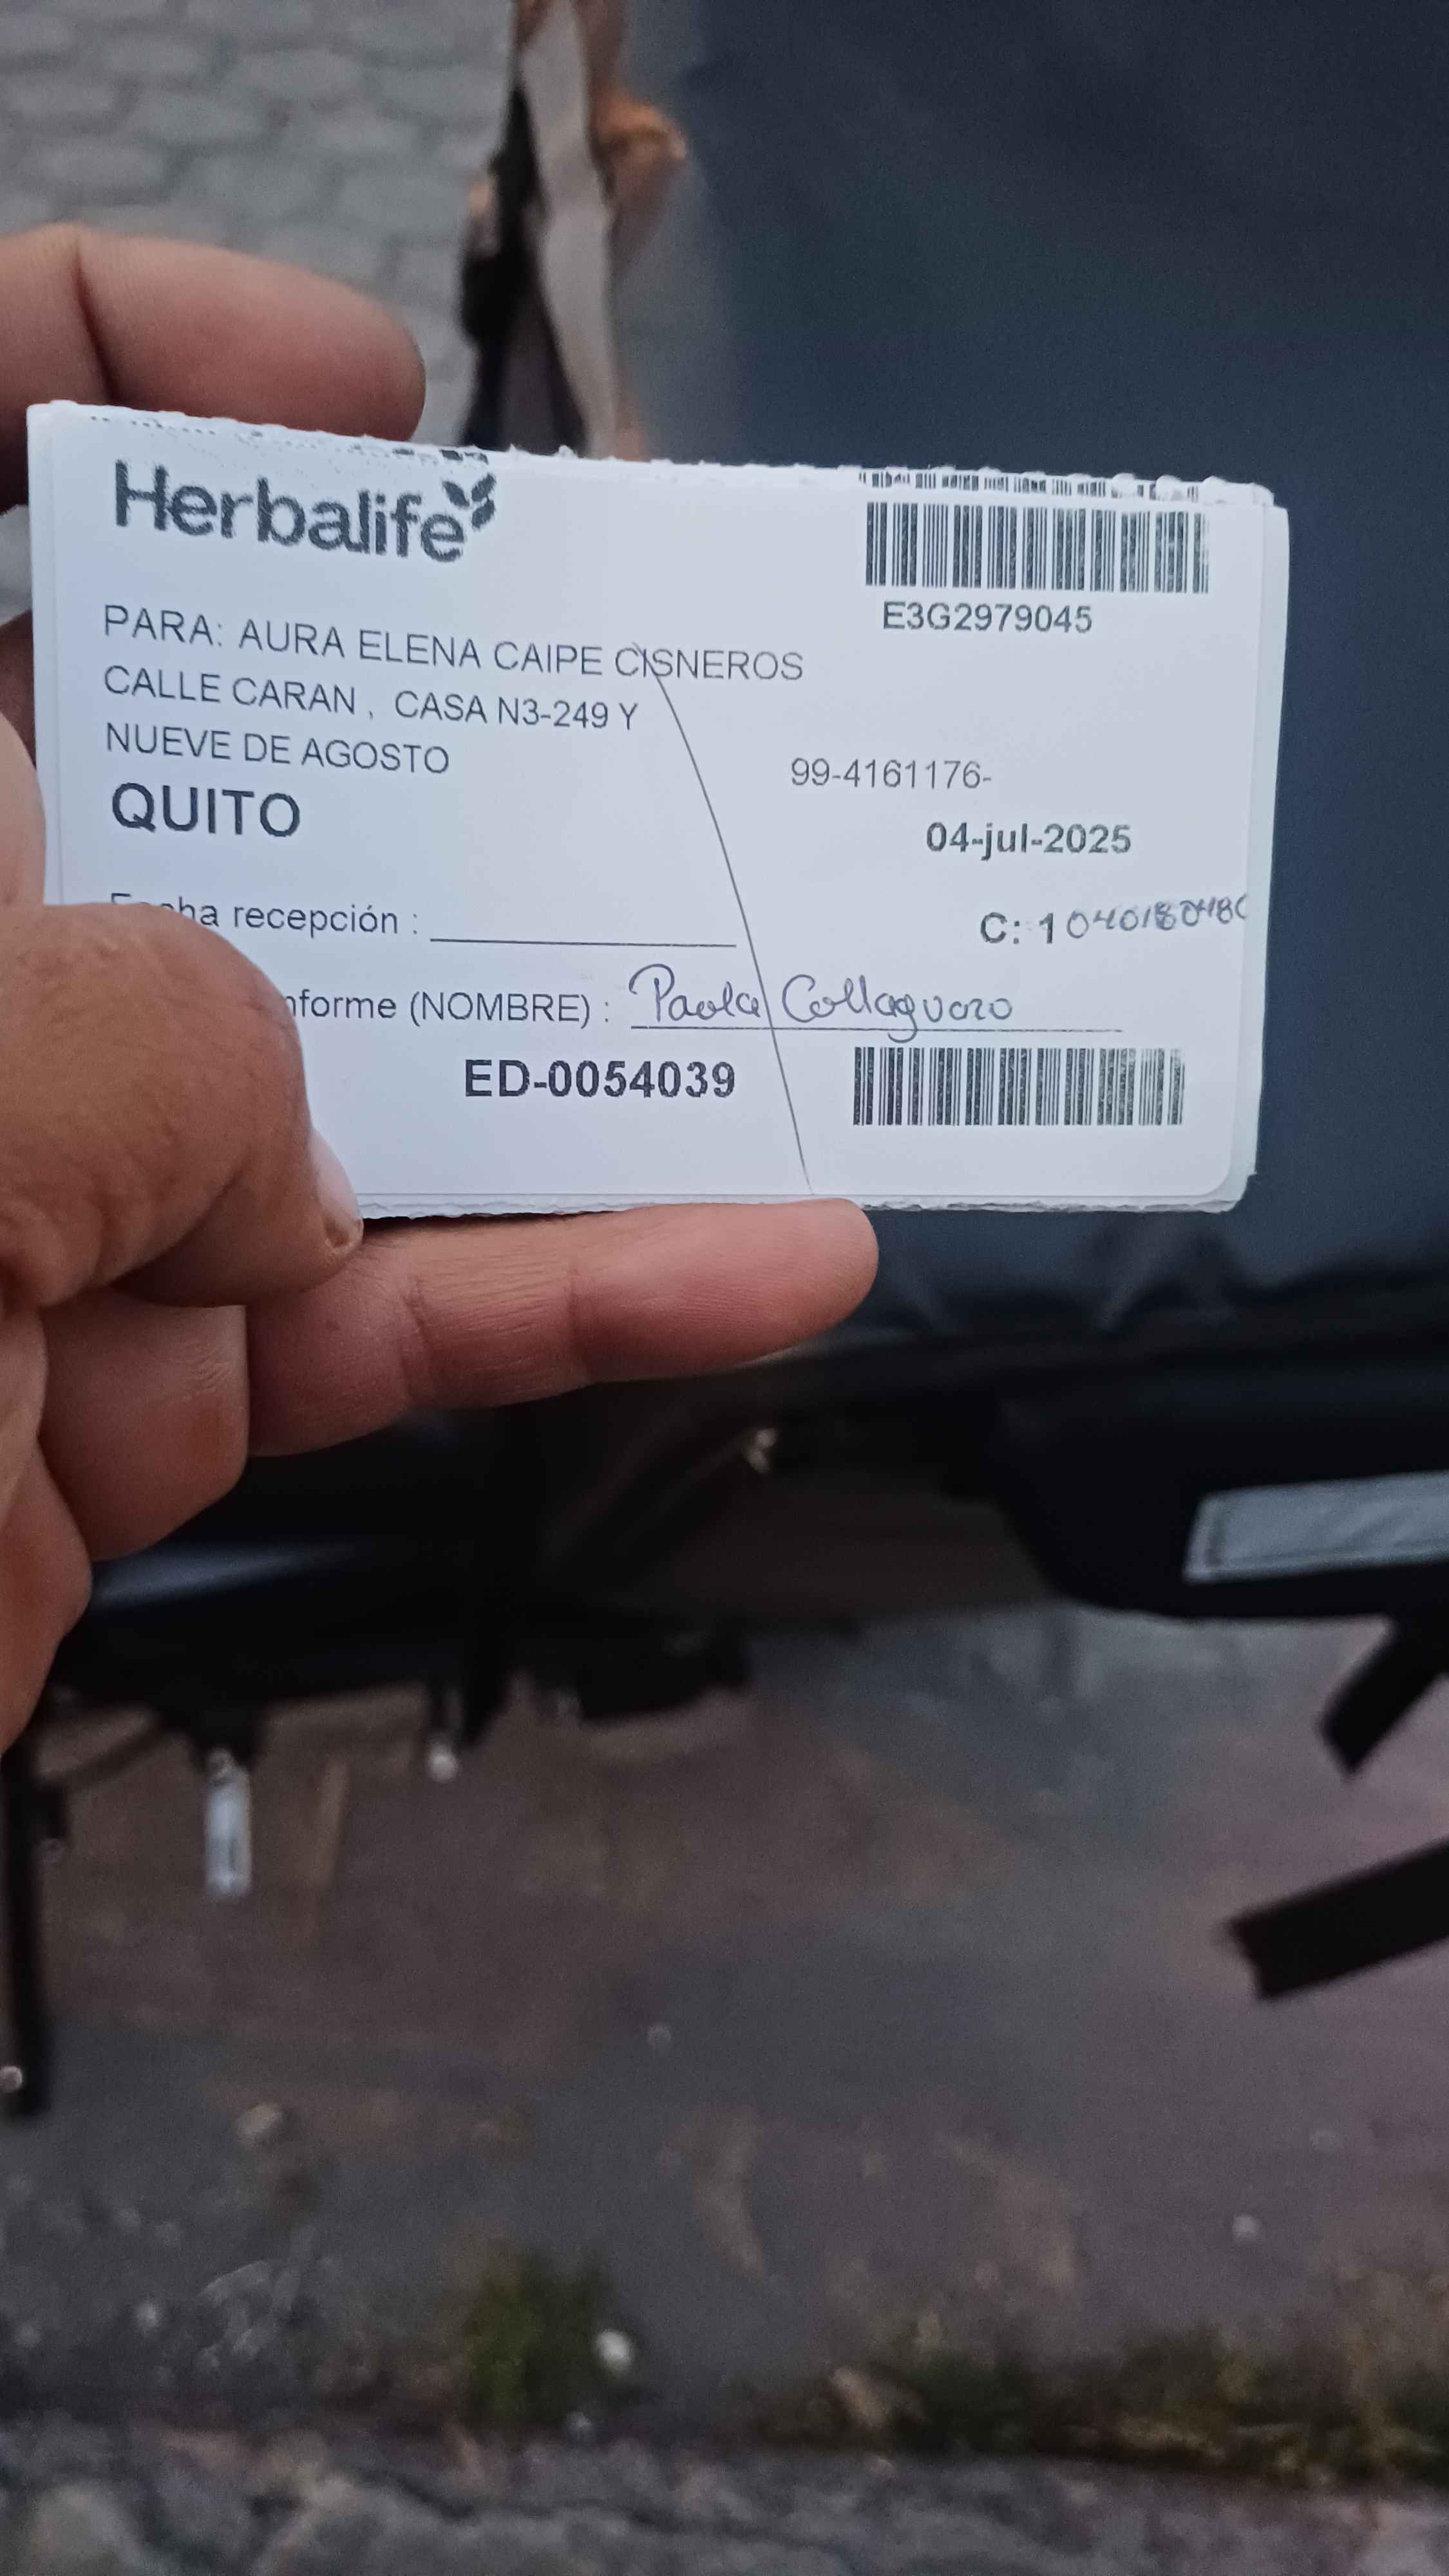 Herbalife
E3G2979045
PARA: AURA ELENA CAIPE CISNEROS
CALLE CARAN , CASA N3-249 Y
NUEVE DE AGOSTO
99-4161176-
QUITO
04-jul-2025
recepción :
C: 1
(NOMBRE) : Paola Collaguazo
ED-0054039